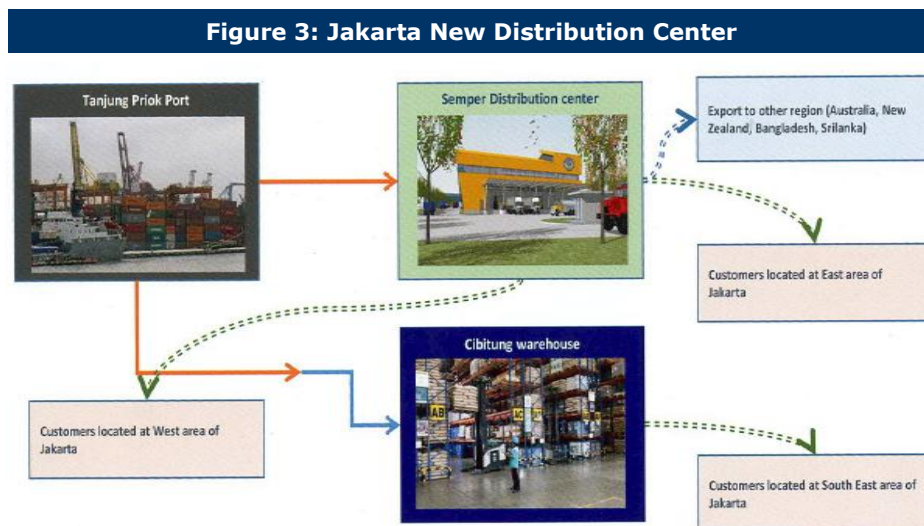 Figure 3: Jakarta New Distribution Center
Tanjung Priok Port
Semper Distribution center
Export to other region (Australia, New
Zealand, Bangladesh, Srilanka)
Customers located at East area of
Jakarta
Cibitung warehouse
AB
AC
Customers located at West area of
Jakarta
Customers located at South East area of
Jakarta